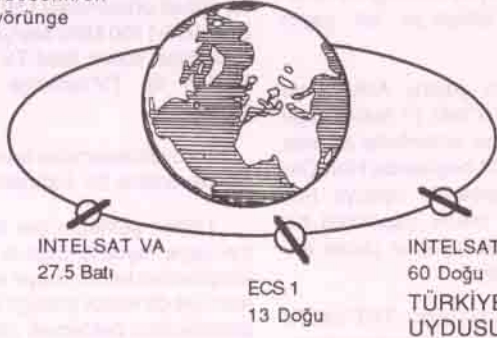 yörünge
INTELSAT VA
27.5 Batı
ECS 1
13 Doğu
INTELSAT
60 Doğu
TÜRKİYE
UYDUSU